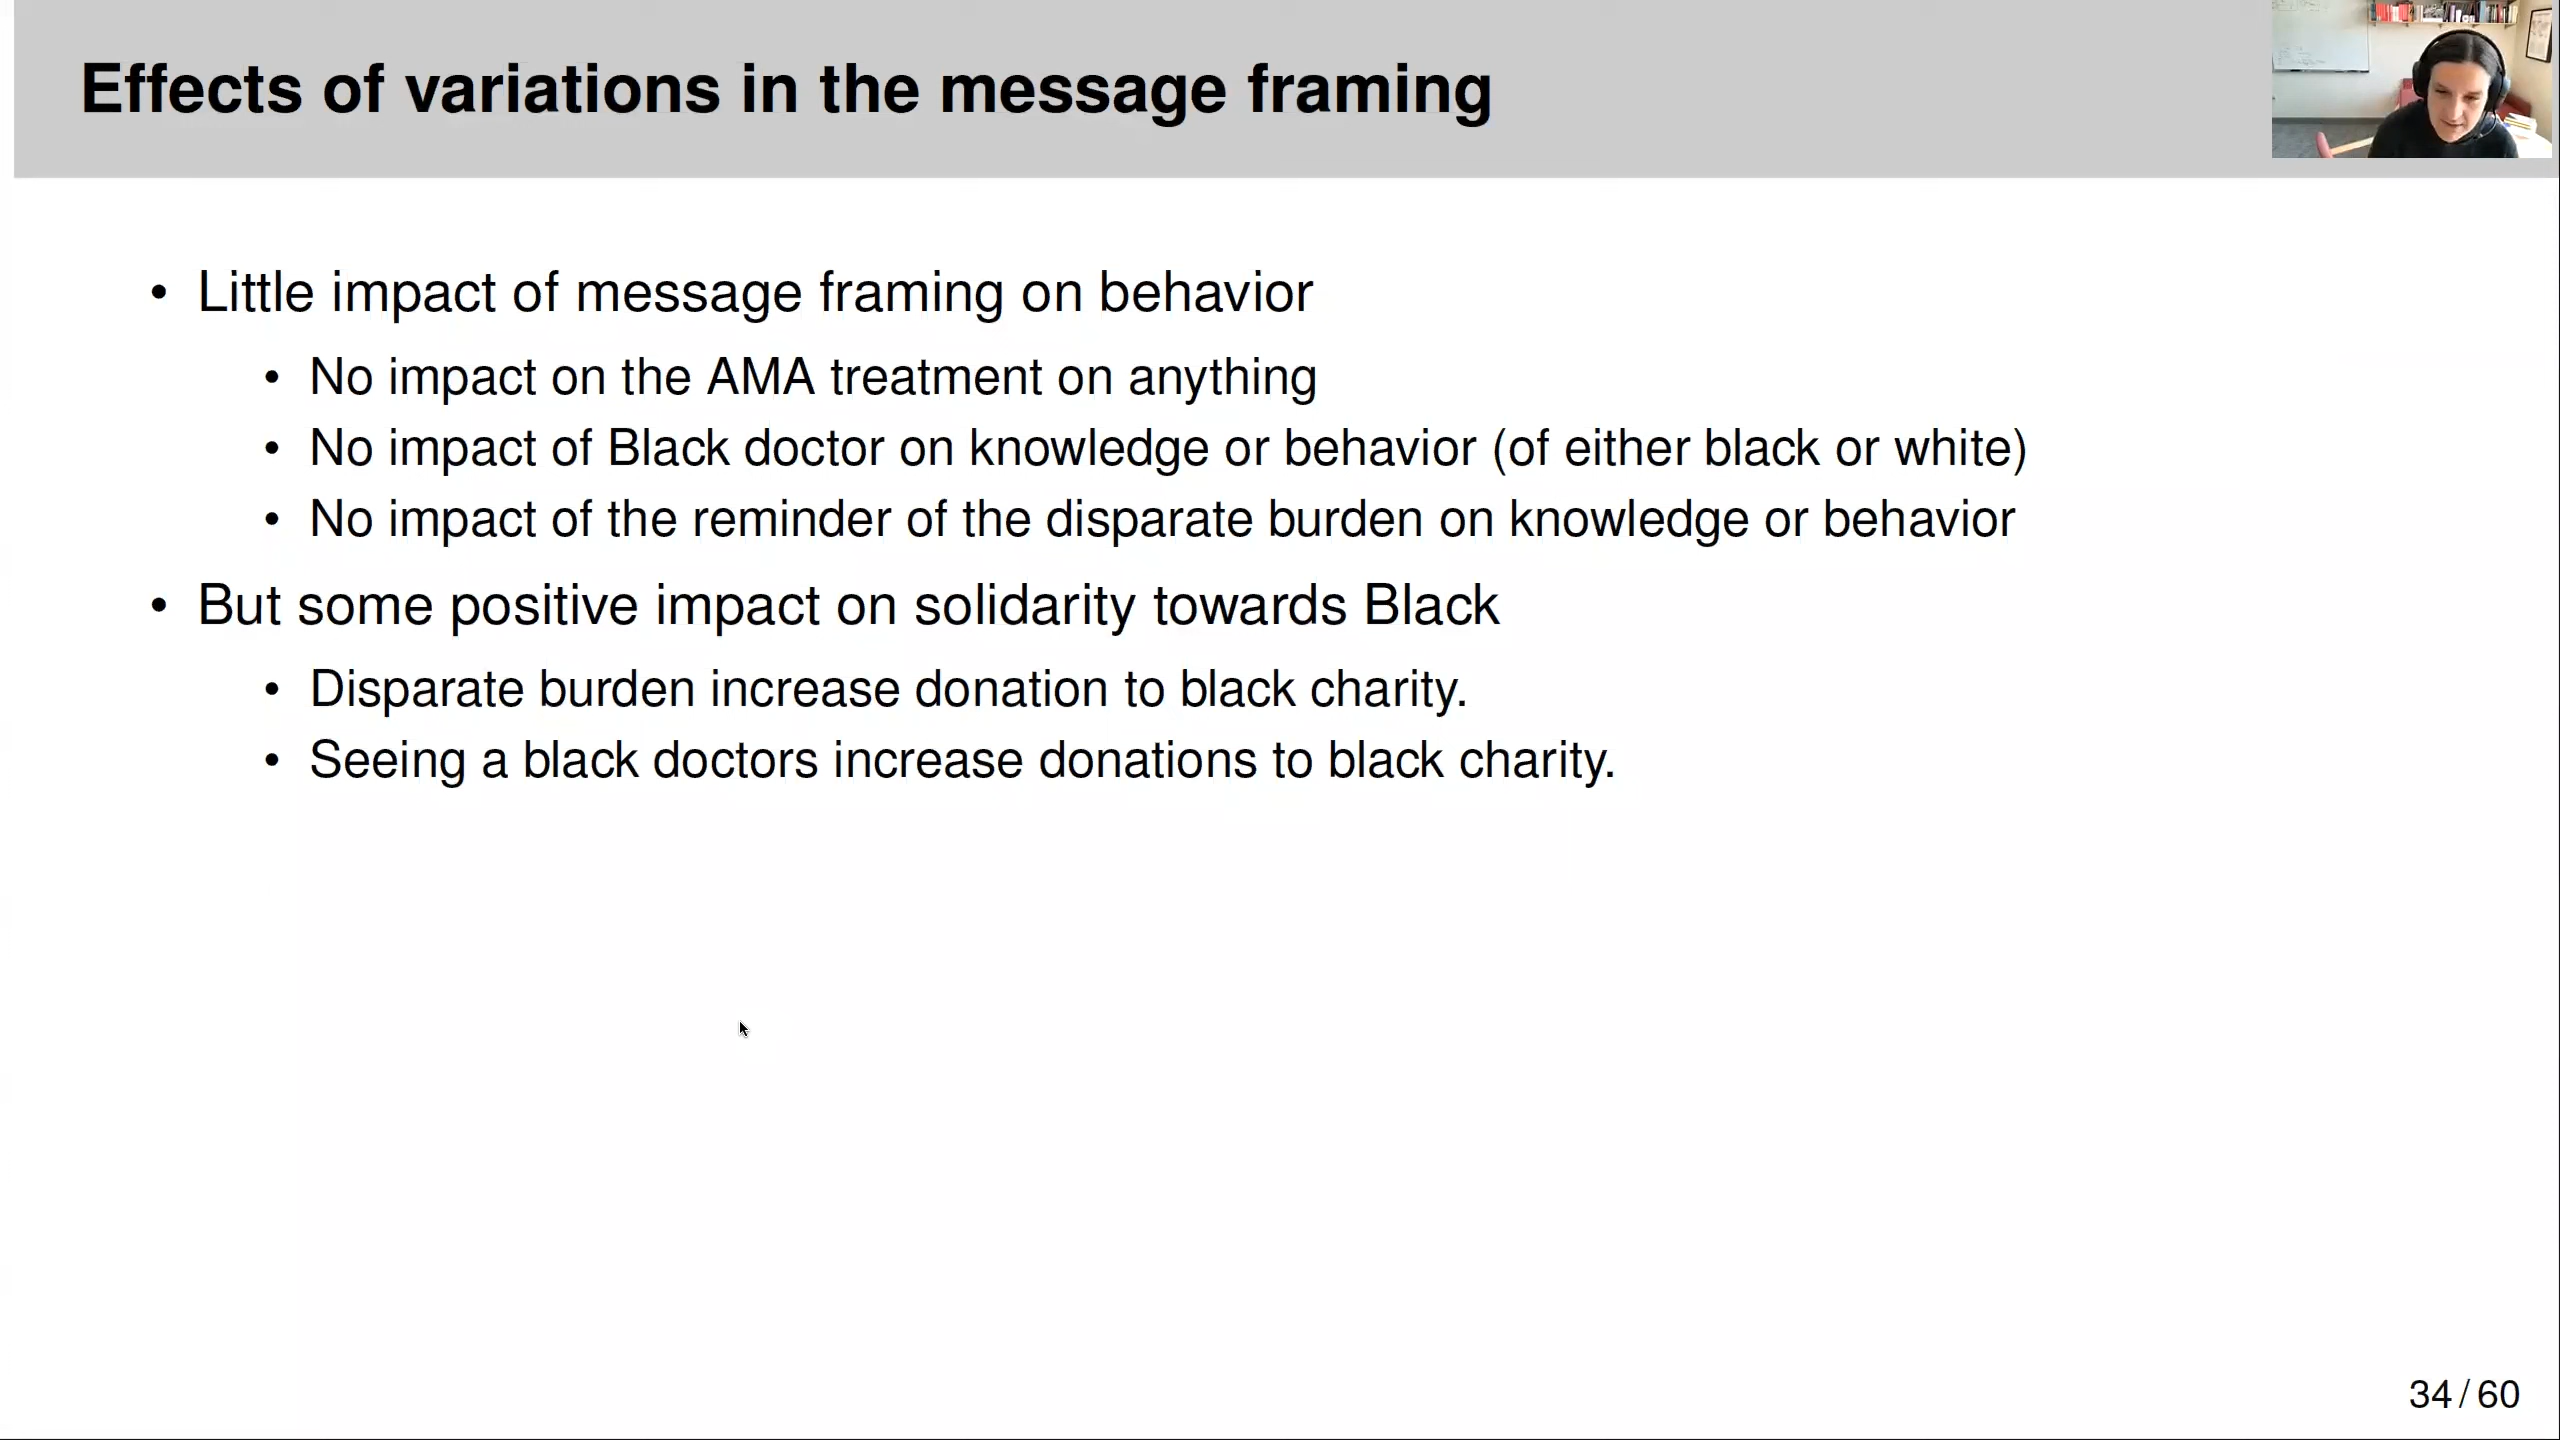 Effects of variations in the message framing
• Little impact of message framing on behavior
• No impact on the AMA treatment on anything
• No impact of Black doctor on knowledge or behavior (of either black or white)
• No impact of the reminder of the disparate burden on knowledge or behavior
• But some positive impact on solidarity towards Black
• Disparate burden increase donation to black charity.
• Seeing a black doctors increase donations to black charity.
34 / 60